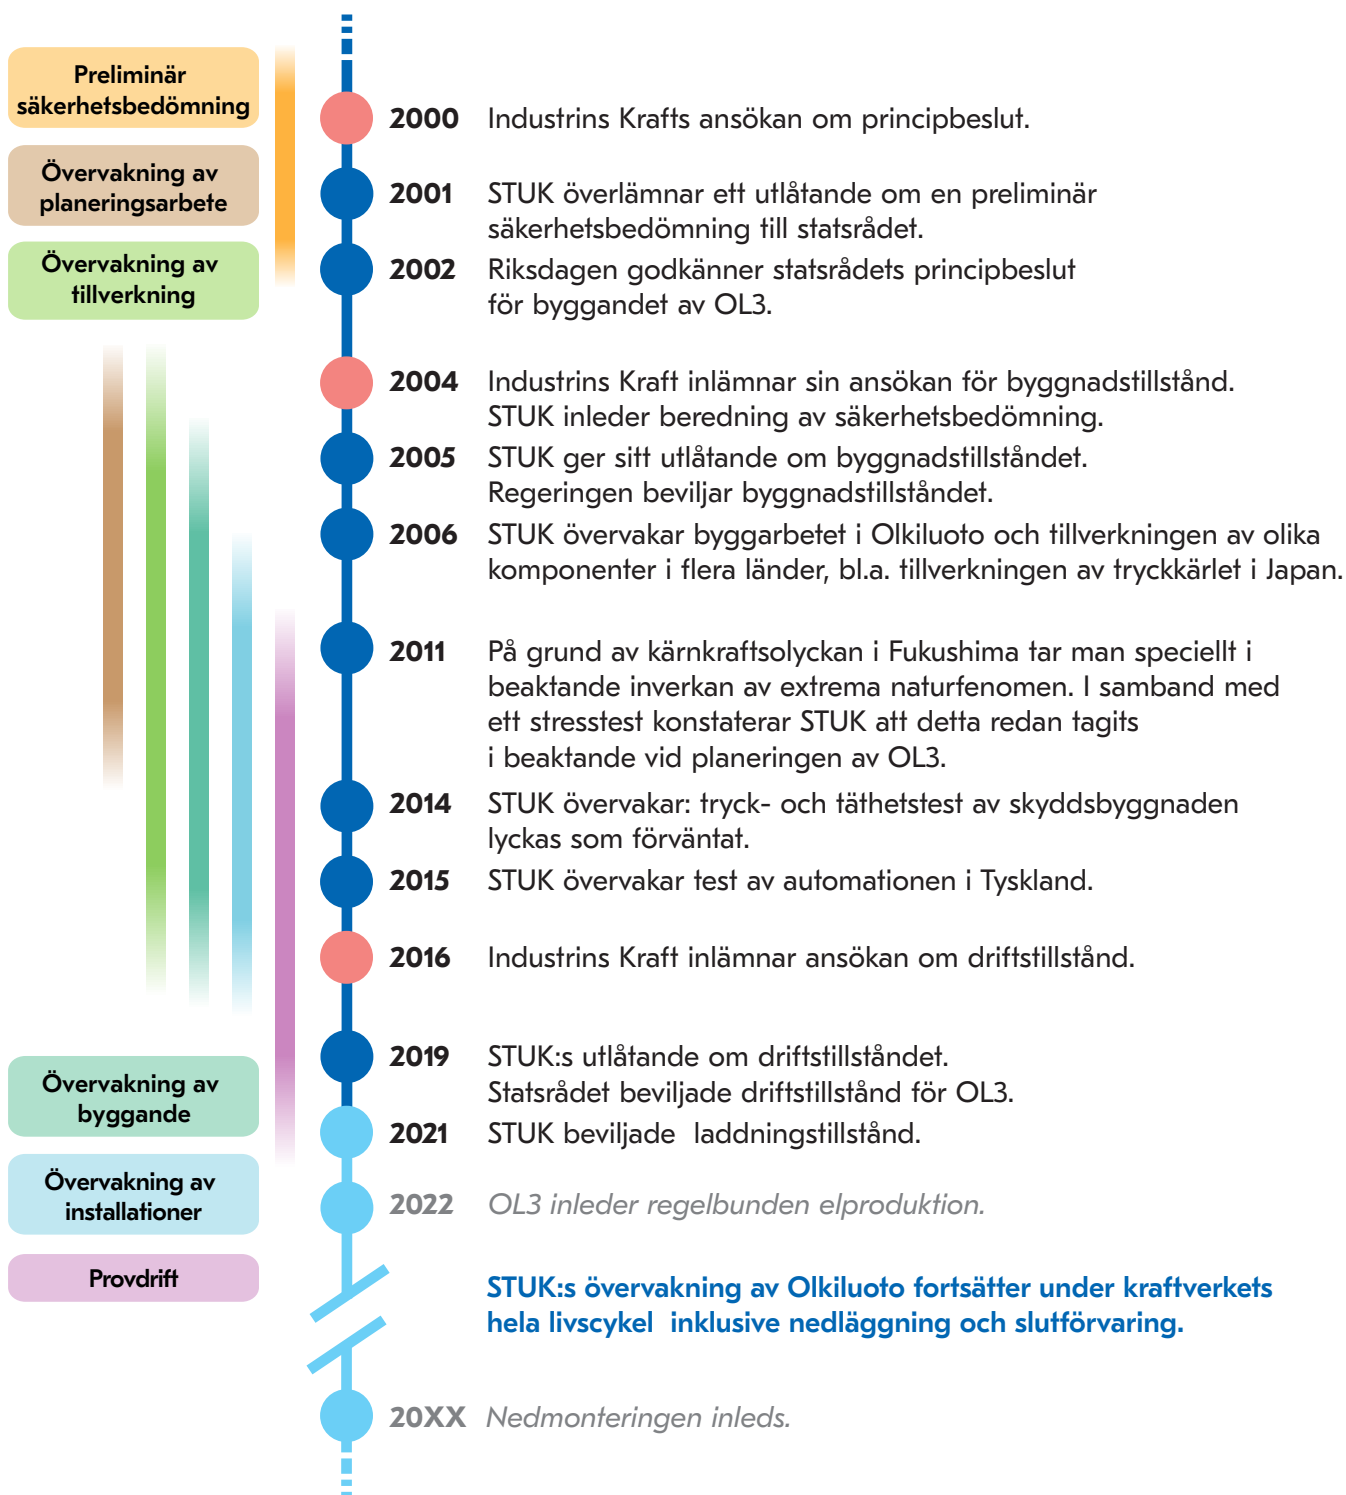 Preliminär
säkerhetsbedömning
Övervakning av
planeringsarbete
Övervakning av
tillverkning
2000 Industrins Krafts ansökan om principbeslut.
2001 STUK överlämnar ett utlåtande om en preliminär
säkerhetsbedömning till statsrådet.
2002 Riksdagen godkänner statsrådets principbeslut
för byggandet av OL3.
2004 Industrins Kraft inlämnar sin ansökan för byggnadstillstånd.
STUK inleder beredning av säkerhetsbedömning.
2005 STUK ger sitt utlåtande om byggnadstillståndet.
Regeringen beviljar byggnadstillståndet.
2006 STUK övervakar byggarbetet i Olkiluoto och tillverkningen av olika
komponenter i flera länder, bl.a. tillverkningen av tryckkärlet i Japan.
2011 På grund av kärnkraftsolyckan i Fukushima tar man speciellt i
beaktande inverkan av extrema naturfenomen. I samband med
ett stresstest konstaterar STUK att detta redan tagits
i beaktande vid planeringen av OL3.
2014 STUK övervakar: tryck- och täthetstest av skyddsbyggnaden
lyckas som förväntat.
2015 STUK övervakar test av automationen i Tyskland.
2016 Industrins Kraft inlämnar ansökan om driftstillstånd.
2019 STUK:s utlåtande om driftstillståndet.
Statsrådet beviljade driftstillstånd för OL3.
2021 STUK beviljade laddningstillstånd.
2022 OL3 inleder regelbunden elproduktion.
STUK:s övervakning av Olkiluoto fortsätter under kraftverkets
hela livscykel inklusive nedläggning och slutförvaring.
20XX Nedmonteringen inleds.
Övervakning av
byggande
Övervakning av
installationer
Provdrift